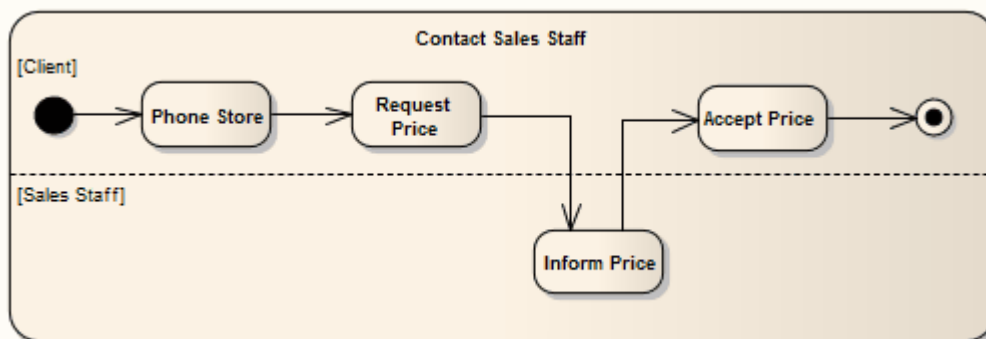 Contact Sales Staff
[Client]
Phone Store
Request
Price
Accept Price
[Sales Staff]
Inform Price